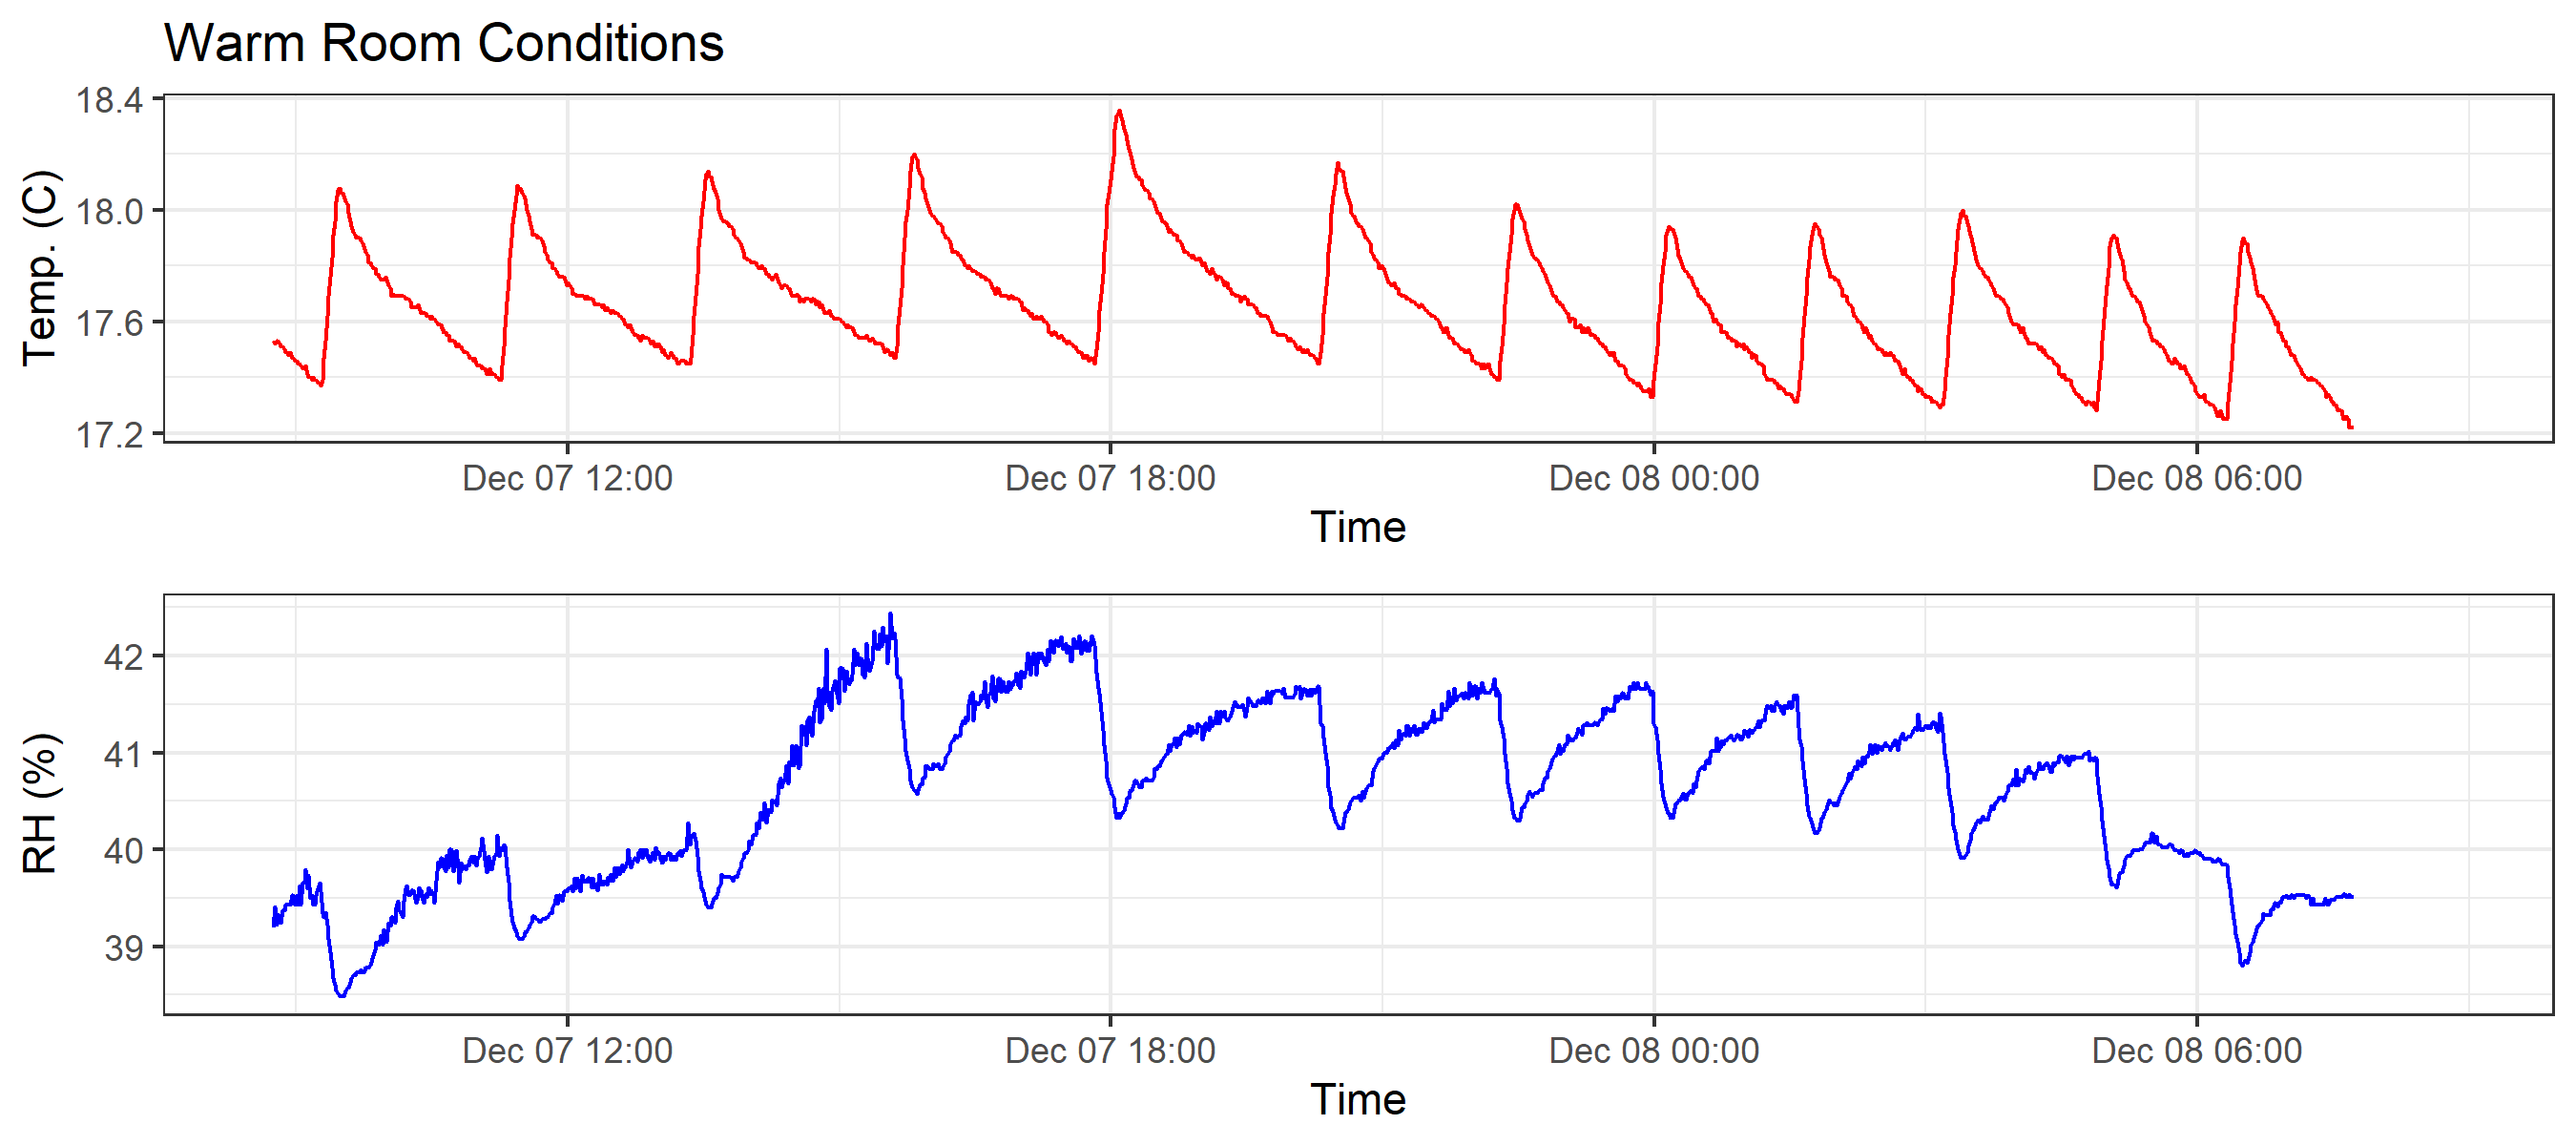 Warm Room Conditions
18.4
18.0
17.6
17.2
Temp. (C)
Dec 07 12:00 Dec 07 18:00 Dec 08 00:00 Dec 08 06:00
Time
42
41
40
39
RH (%)
Dec 07 12:00 Dec 07 18:00 Dec 08 00:00 Dec 08 06:00
Time